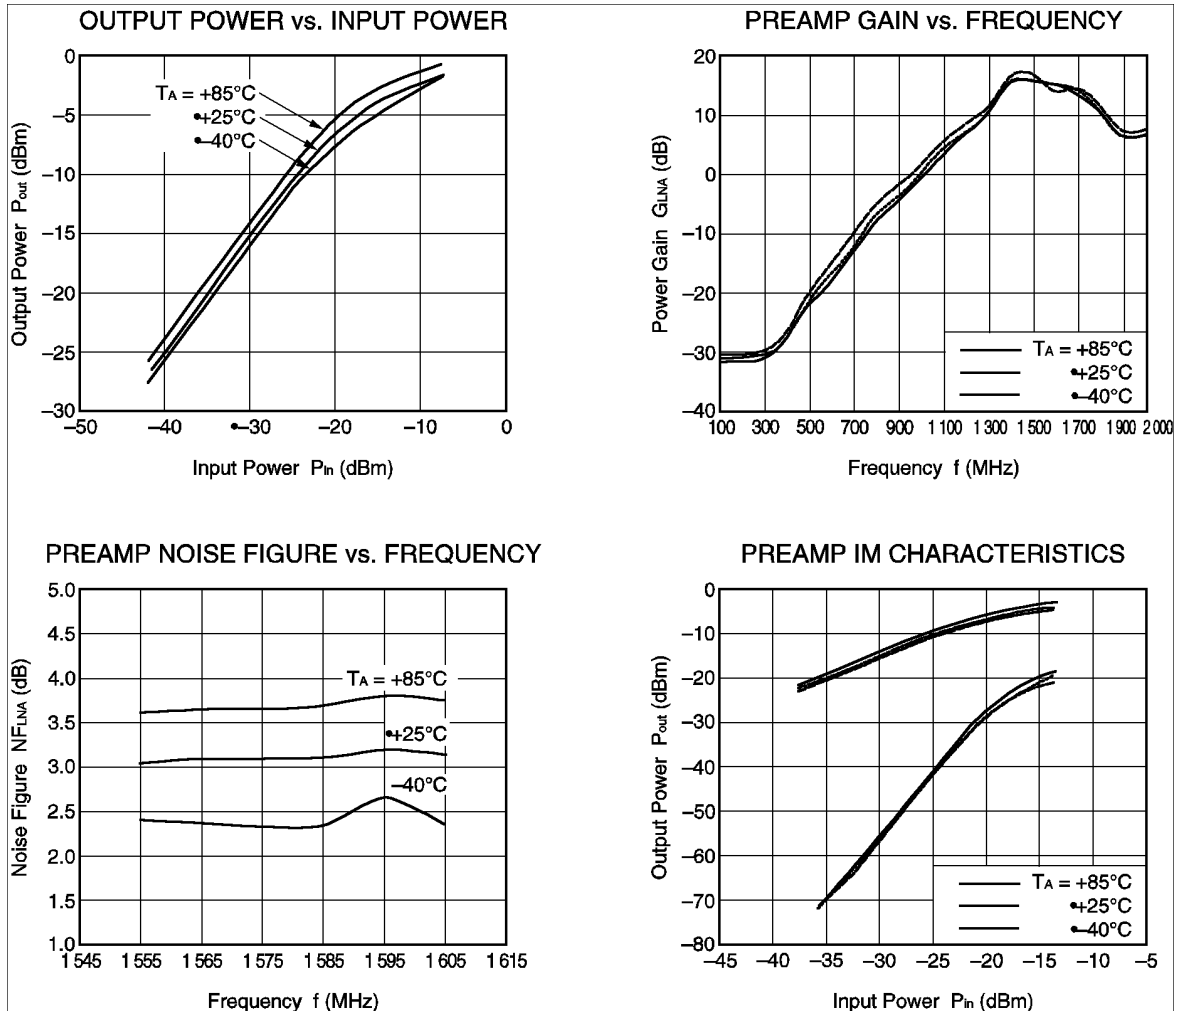 OUTPUT POWER vs. INPUT POWER
0
−5
−10
−15
−20
−25
−30
−50
−40
•−30
−20
−10
0
TA = +85°C
•+25°C
•−40°C
Output Power Pout (dBm)
Input Power Pin (dBm)
PREAMP GAIN vs. FREQUENCY
20
10
0
−10
−20
−30
−40
100 300 500 700 900 1 100 1 300 1 500 1 700 1 900 2 000
TA = +85°C
•+25°C
•−40°C
Power Gain GLNA (dB)
Frequency f (MHz)
PREAMP NOISE FIGURE vs. FREQUENCY
5.0
4.5
4.0
3.5
3.0
2.5
2.0
1.5
1.0
1 545 1 555 1 565 1 575 1 585 1 595 1 605 1 615
TA = +85°C
•+25°C
−40°C
Noise Figure NFLNA (dB)
Frequency f (MHz)
PREAMP IM CHARACTERISTICS
0
−10
−20
−30
−40
−50
−60
−70
−80
−45 −40 −35 −30 −25 −20 −15 −10 −5
TA = +85°C
•+25°C
•−40°C
Output Power Pout (dBm)
Input Power Pin (dBm)